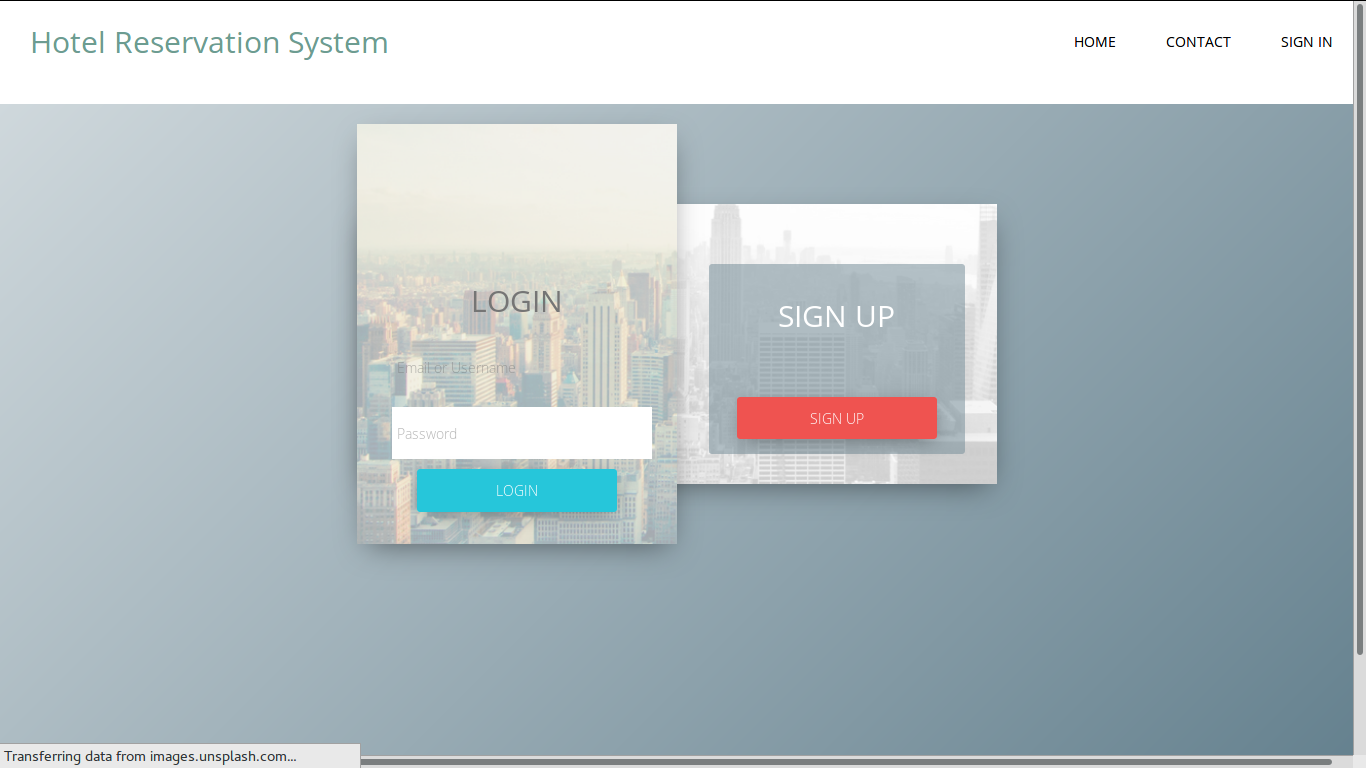 Hotel Reservation System
HOME CONTACT SIGN IN
LOGIN
Email or Username
Password
LOGIN
SIGN UP
SIGN UP
Transferring data from images.unsplash.com...